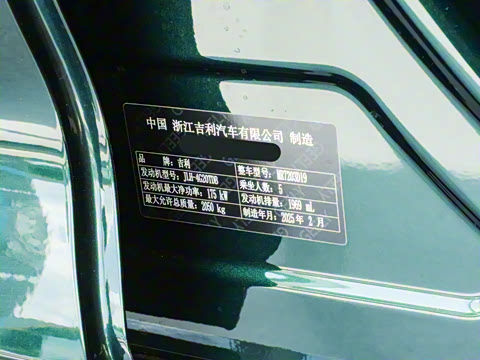 中国 浙江吉利汽车有限公司 制造
品牌：吉利 整车型号：MR7203D19
发动机型号：JLH-4G20TDB 乘坐人数：5
发动机最大净功率：175 kW 发动机排量：1969 mL
最大允许总质量：2050 kg 制造年月：2025 年 2 月